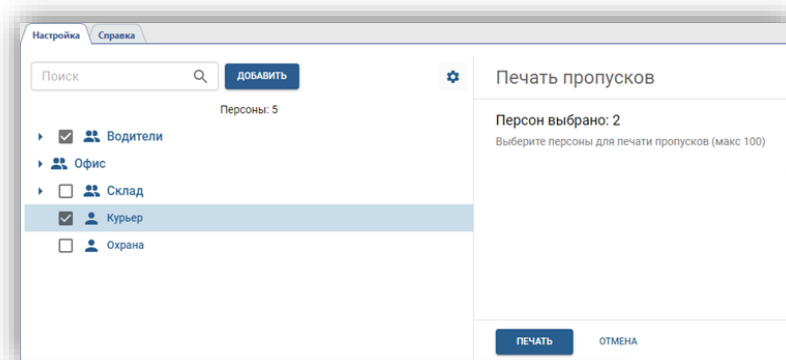 Настройка Справка
Поиск
ДОБАВИТЬ
Персоны: 5
Водители
Офис
Склад
Курьер
Охрана
Печать пропусков
Персон выбрано: 2
Выберите персоны для печати пропусков (макс 100)
ПЕЧАТЬ ОТМЕНА